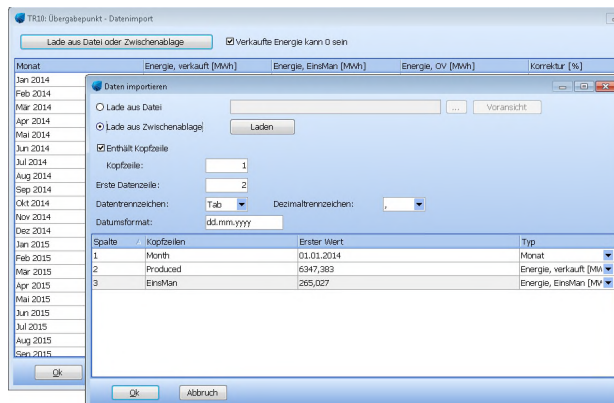 TR10: Übergabepunkt - Datenimport
Lade aus Datei oder Zwischenablage Verkaufte Energie kann 0 sein
Monat Energie, verkauft [MWh] Energie, EinsMan [MWh] Energie, OV [MWh] Korrektur [%]
Jan 2014
Feb 2014
Mär 2014
Apr 2014
Mai 2014
Jun 2014
Jul 2014
Aug 2014
Sep 2014
Okt 2014
Nov 2014
Dez 2014
Jan 2015
Feb 2015
Mär 2015
Apr 2015
Mai 2015
Jun 2015
Jul 2015
Aug 2015
Sep 2015
Ok
Daten importieren
Lade aus Datei ... Voransicht
Lade aus Zwischenablage Laden
Enthält Kopfzeile
Kopfzeile: 1
Erste Datenzeile: 2
Datentrennzeichen: Tab Dezimaltrennzeichen: ,
Datumsformat: dd.mm.yyyy
Spalte Kopfzeilen Erster Wert Typ
1 Month 01.01.2014 Monat
2 Produced 6347,383 Energie, verkauft [MW
3 EinsMan 265,027 Energie, EinsMan [MW
Ok Abbruch